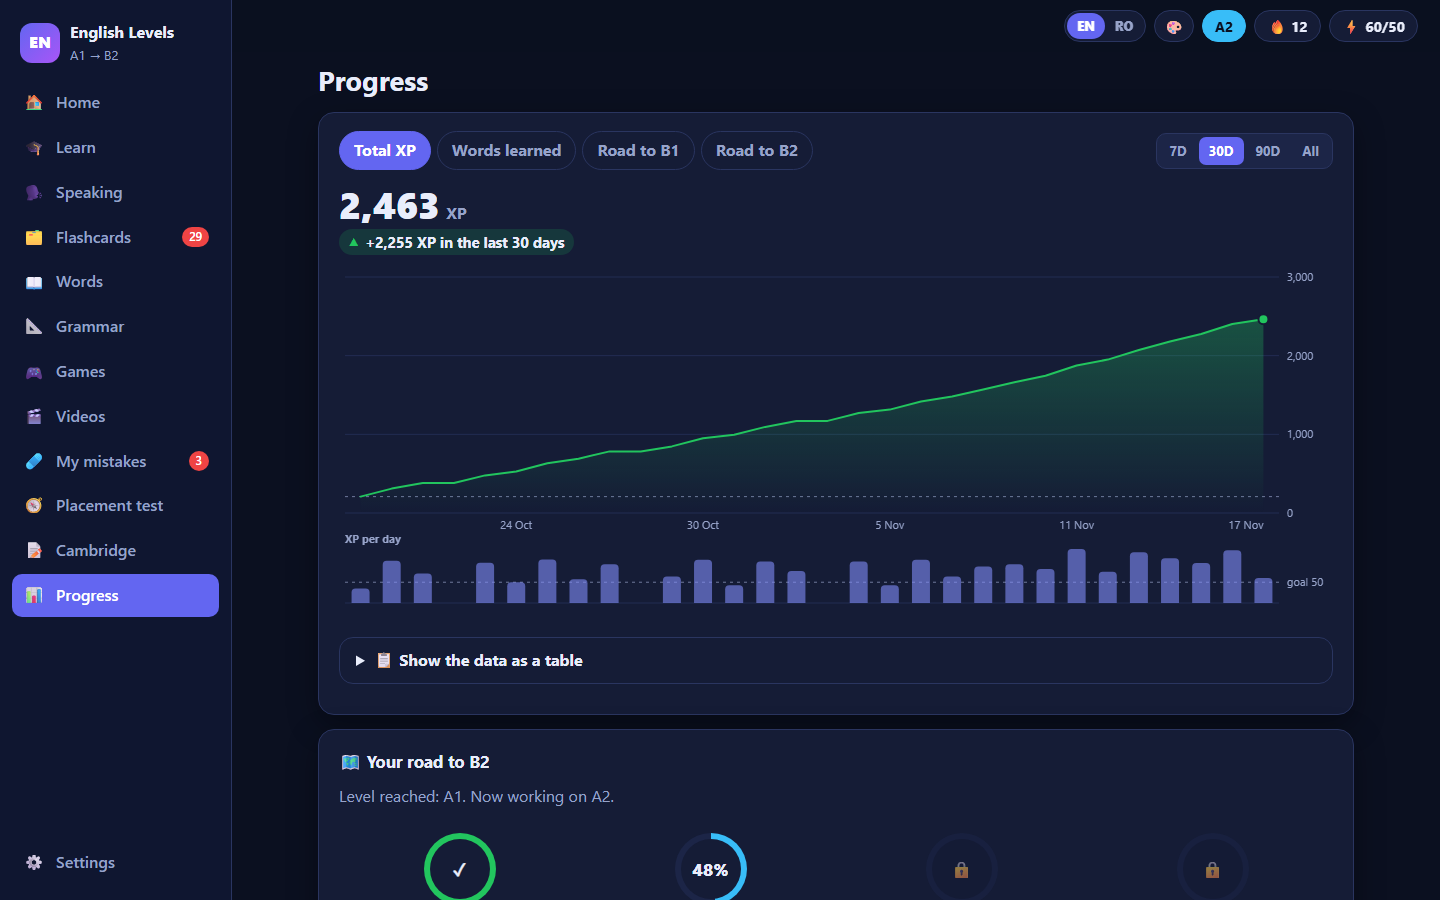 EN
English Levels
A1 → B2
Home
Learn
Speaking
Flashcards 29
Words
Grammar
Games
Videos
My mistakes 3
Placement test
Cambridge
Progress
Settings
EN RO A2 12 60/50
Progress
Total XP Words learned Road to B1 Road to B2 7D 30D 90D All
2,463 XP
▲ +2,255 XP in the last 30 days
3,000
2,000
1,000
0
24 Oct 30 Oct 5 Nov 11 Nov 17 Nov
XP per day
goal 50
▶ Show the data as a table
Your road to B2
Level reached: A1. Now working on A2.
✓ 48%